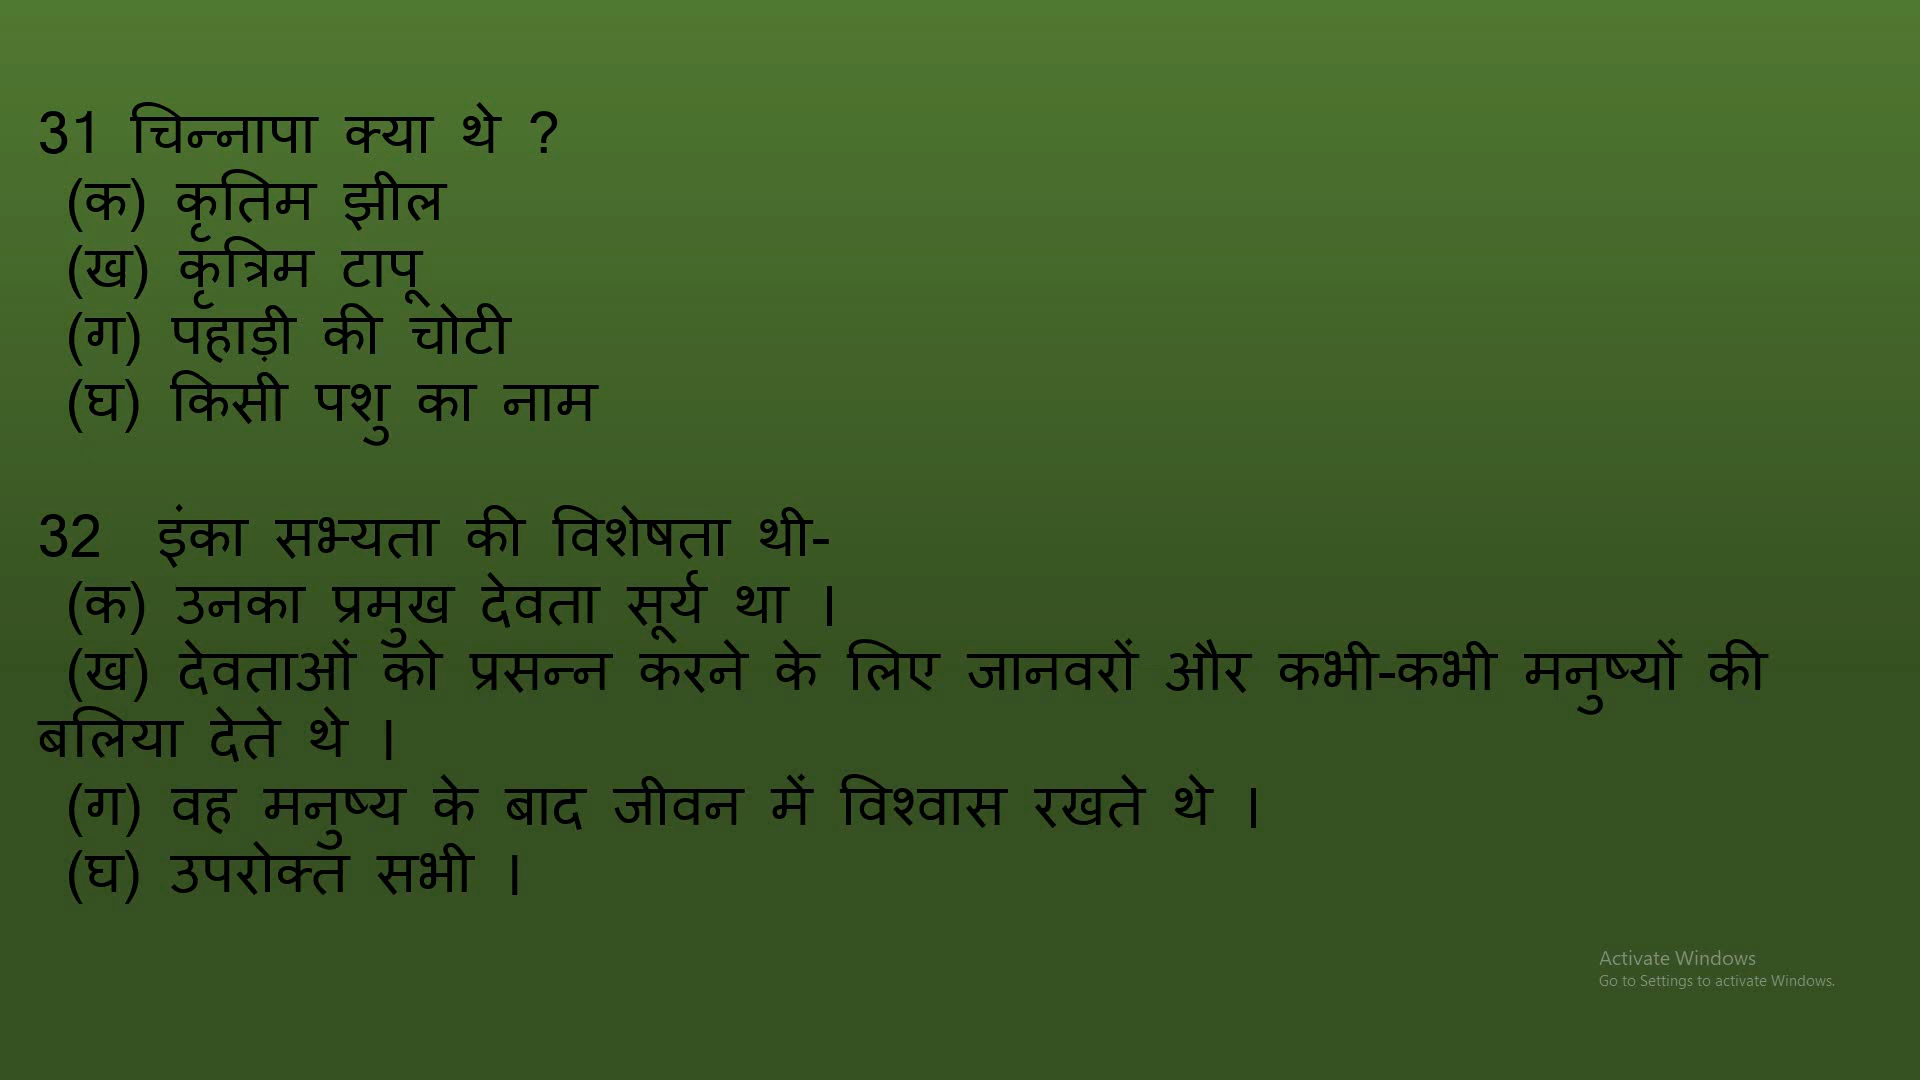 31 चिन्नापा क्या थे ?
(क) कृतिम झील
(ख) कृत्रिम टापू
(ग) पहाड़ी की चोटी
(घ) किसी पशु का नाम
32 इंका सभ्यता की विशेषता थी-
(क) उनका प्रमुख देवता सूर्य था ।
(ख) देवताओं को प्रसन्न करने के लिए जानवरों और कभी-कभी मनुष्यों की
बलिया देते थे ।
(ग) वह मनुष्य के बाद जीवन में विश्वास रखते थे ।
(घ) उपरोक्त सभी ।
Activate Windows
Go to Settings to activate Windows.